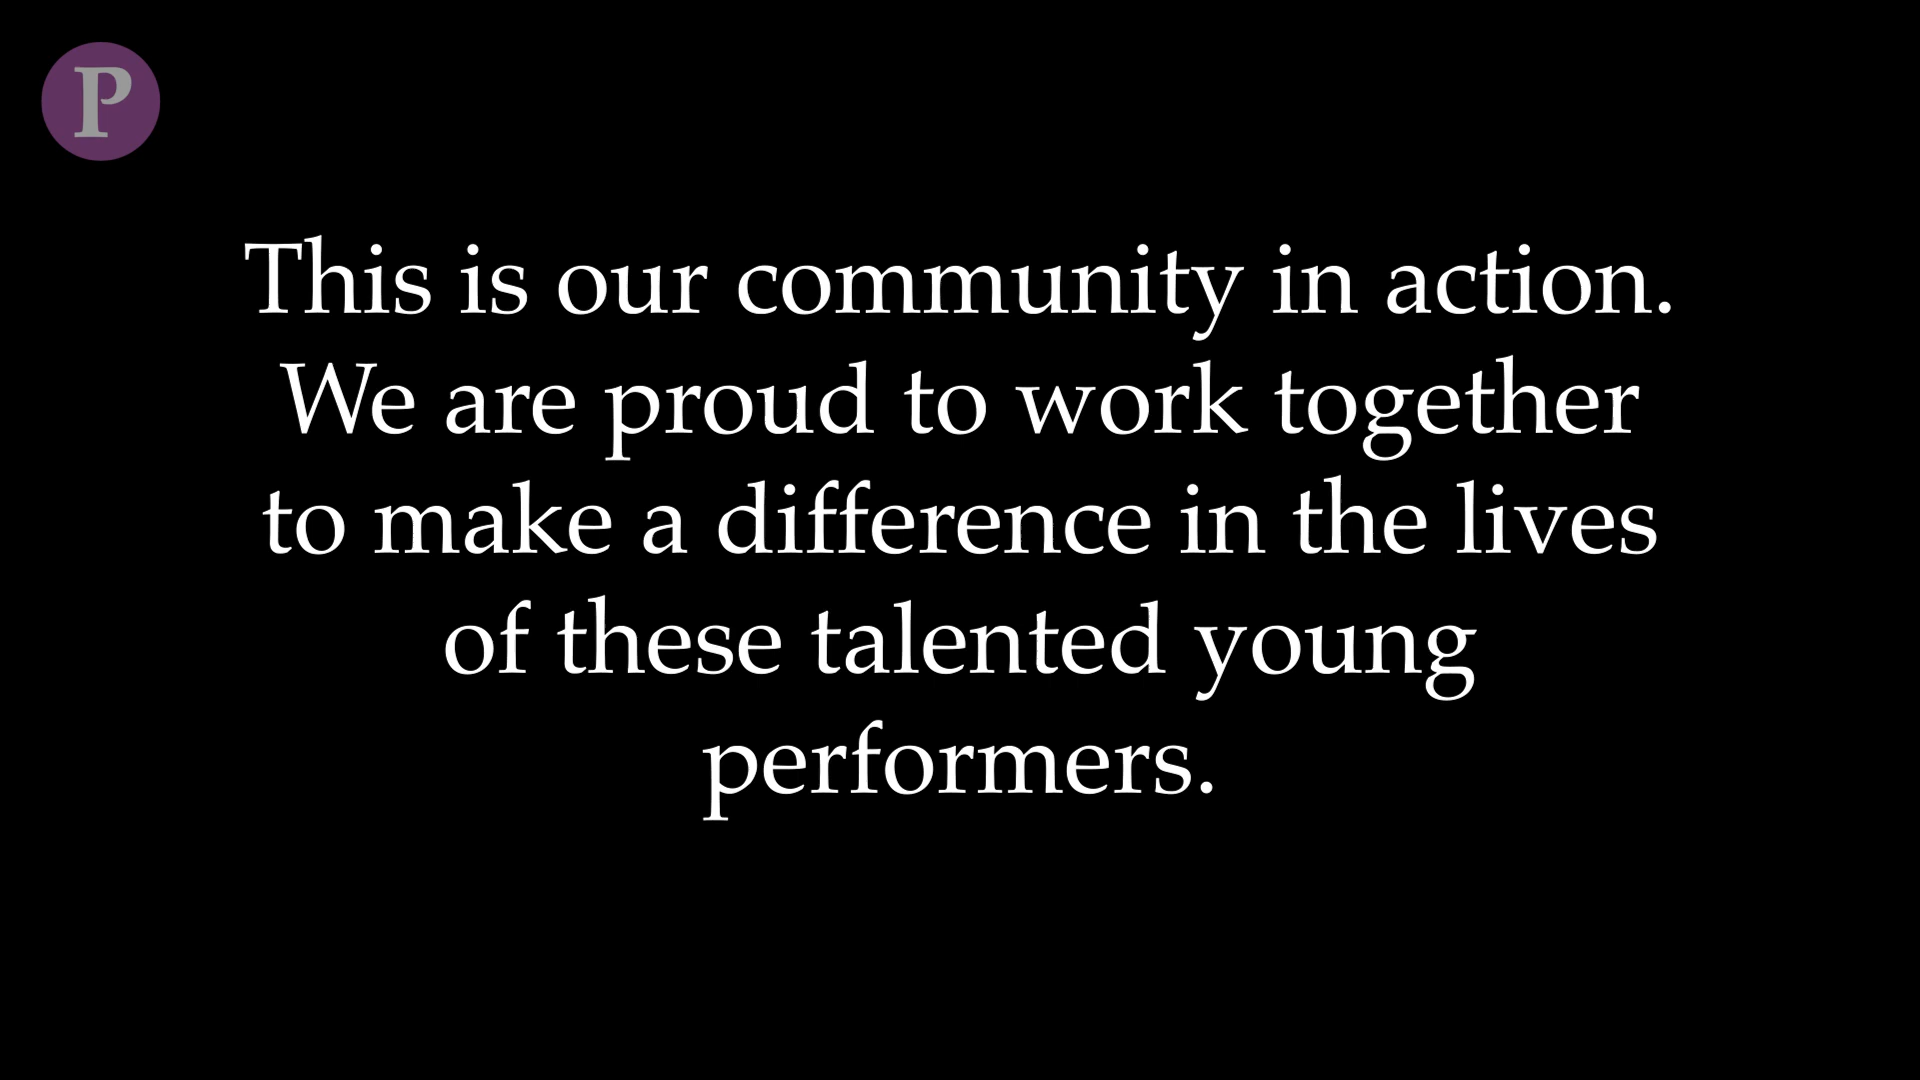 P
This is our community in action.
We are proud to work together
to make a difference in the lives
of these talented young
performers.